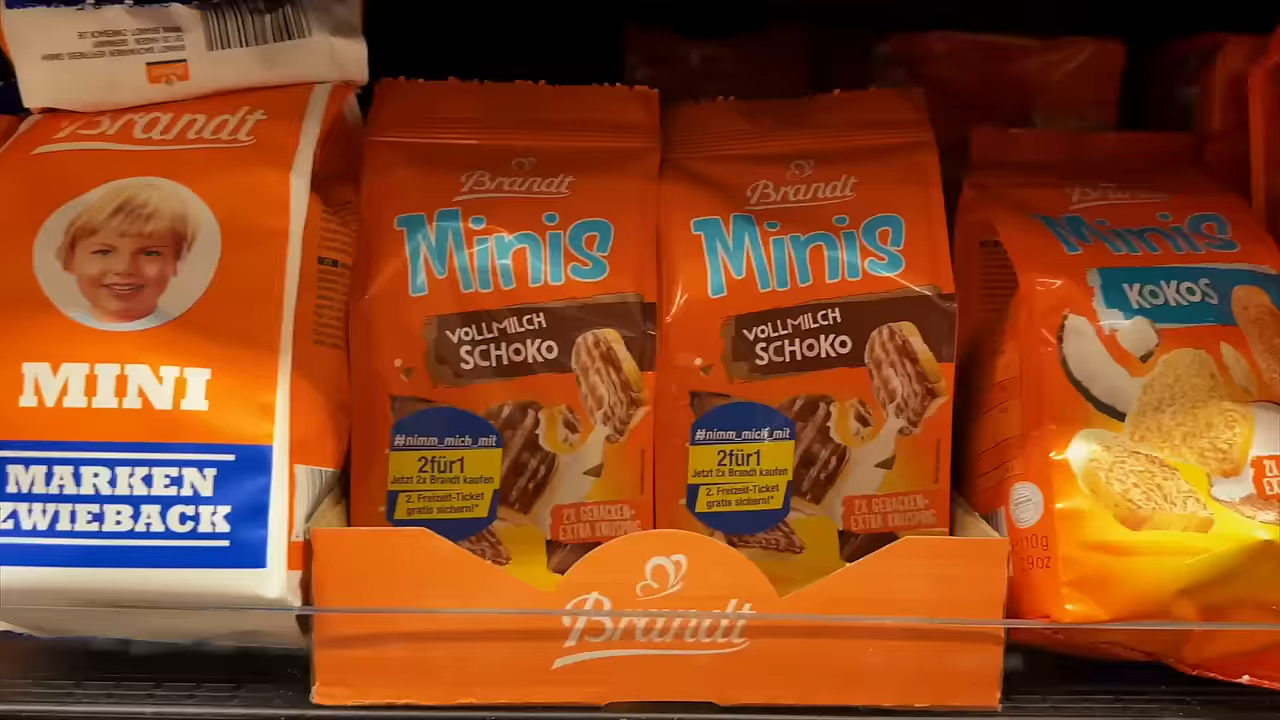 Brandt
MINI
MARKEN
ZWIEBACK
Brandt
Minis
VOLLMILCH
SCHOKO
#nimm_mich_mit
2für1
Jetzt 2x Brandt kaufen
2. Freizeit-Ticket
gratis sichern!*
2X GEBACKEN-
EXTRA KNUSPRIG
Brandt
Minis
VOLLMILCH
SCHOKO
#nimm_mich_mit
2für1
Jetzt 2x Brandt kaufen
2. Freizeit-Ticket
gratis sichern!*
2X GEBACKEN-
EXTRA KNUSPRIG
Brandt
Minis
KOKOS
110g
Brandt